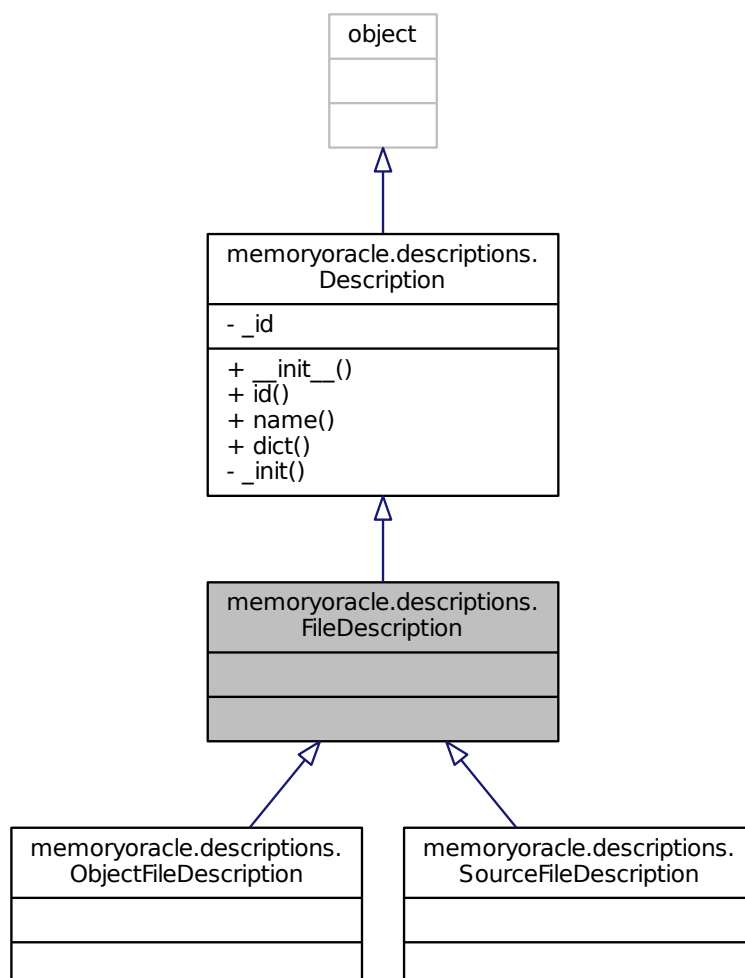 object
memoryoracle.descriptions.
Description
- _id
+ __init__()
+ id()
+ name()
+ dict()
- _init()
memoryoracle.descriptions.
FileDescription
memoryoracle.descriptions.
ObjectFileDescription
memoryoracle.descriptions.
SourceFileDescription